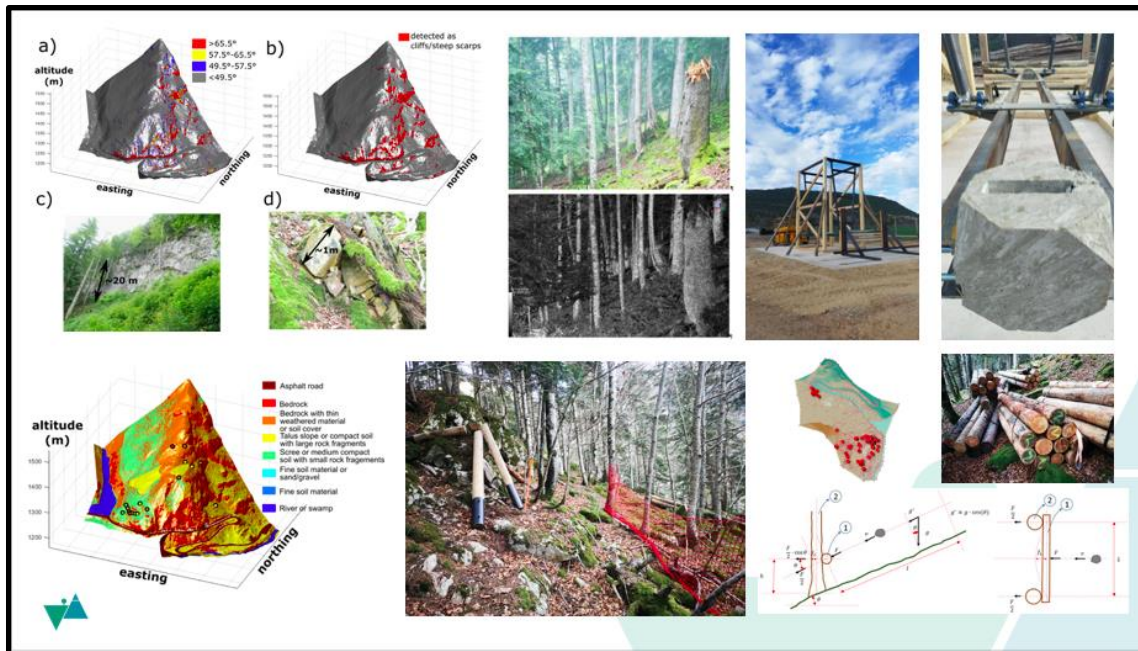 a)
altitude
(m)
>65.5°
57.5°-65.5°
49.5°-57.5°
<49.5°
easting
northing
b)
detected as
cliffs/steep scarps
easting
northing
c)
~20 m
d)
~1m
altitude
(m)
1500
1400
1300
1200
easting
northing
Asphalt road
Bedrock
Bedrock with thin
weathered material
or soil cover
Talus slope or compact soil
with large rock fragments
Scree or medium compact
soil with small rock fragements
Fine soil material or
sand/gravel
Fine soil material
River of swamp
2
1
2
1